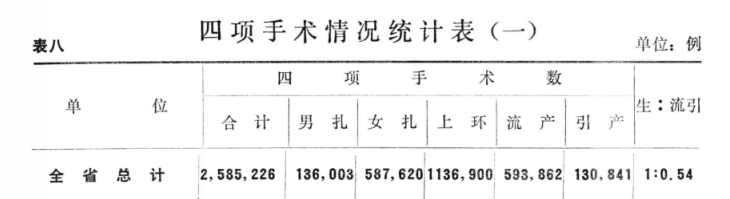 四项手术情况统计表(一)
表八 单位：例
四项手术数
单位 合计 男扎 女扎 上环 流产 引产 生：流引
全省总计 2,585,226 136,003 587,620 1136,900 593,862 130,841 1:0.54